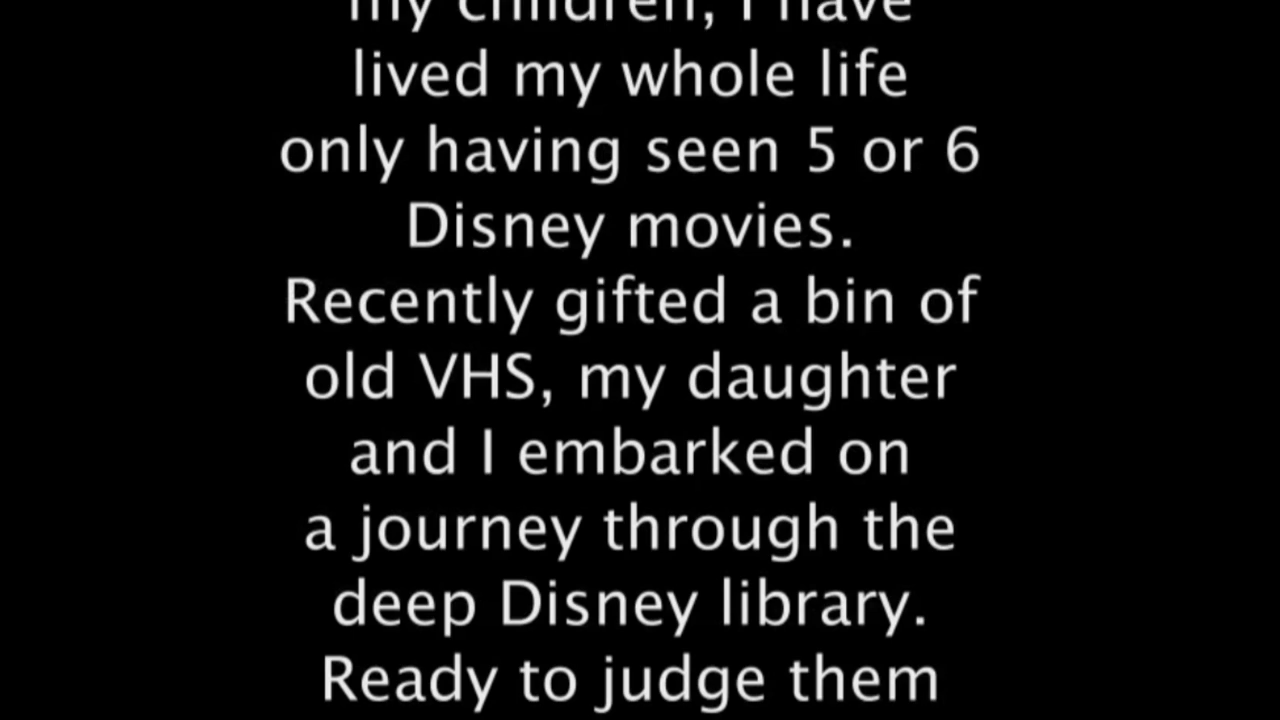 my children, I have
lived my whole life
only having seen 5 or 6
Disney movies.
Recently gifted a bin of
old VHS, my daughter
and I embarked on
a journey through the
deep Disney library.
Ready to judge them